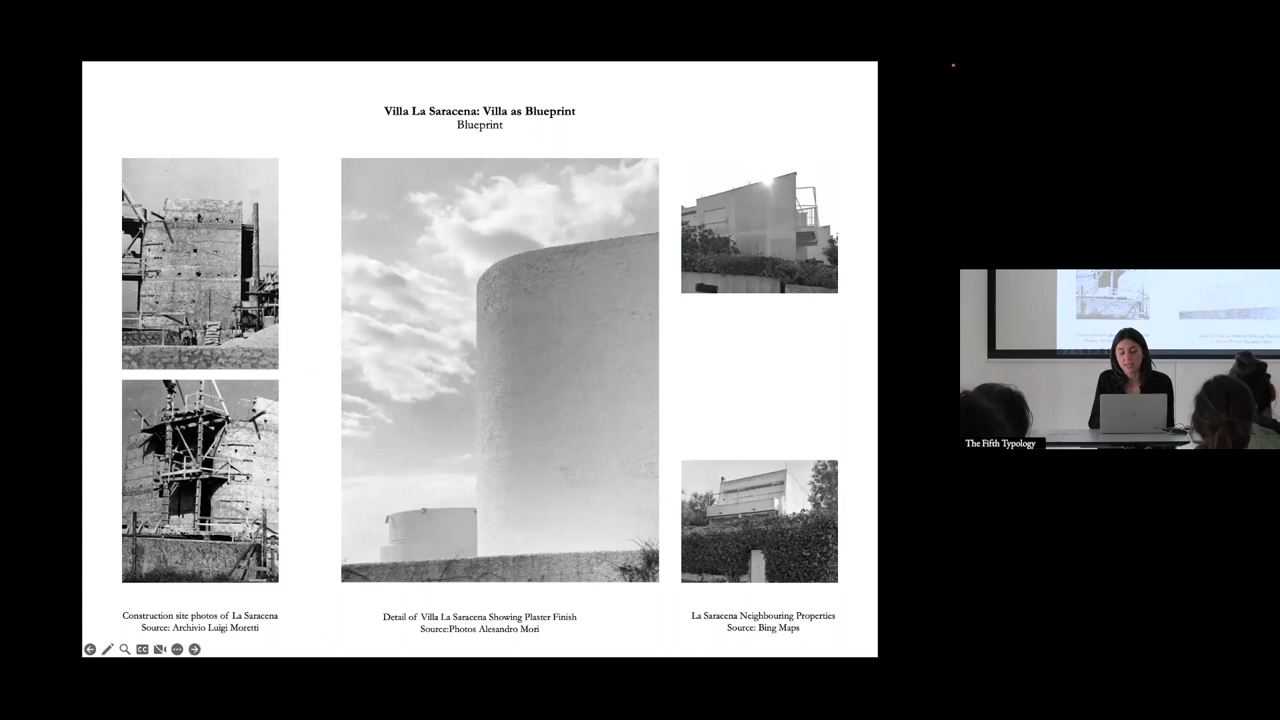 Villa La Saracena: Villa as Blueprint
Blueprint
Construction site photos of La Saracena
Source: Archivio Luigi Moretti
Detail of Villa La Saracena Showing Plaster Finish
Source:Photos Alesandro Mori
La Saracena Neighbouring Properties
Source: Bing Maps
The Fifth Typology